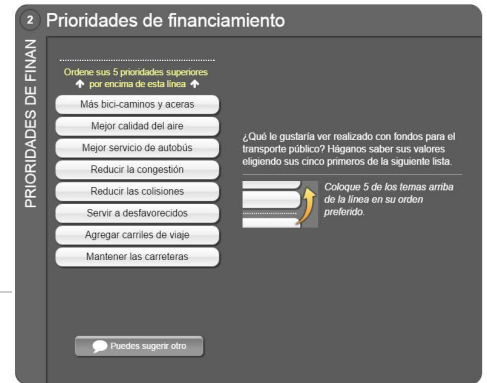 2 Prioridades de financiamiento
PRIORIDADES DE FINAN
Ordene sus 5 prioridades superiores
por encima de esta línea
Más bici-caminos y aceras
Mejor calidad del aire
Mejor servicio de autobús
Reducir la congestión
Reducir las colisiones
Servir a desfavorecidos
Agregar carriles de viaje
Mantener las carreteras
¿Qué le gustaría ver realizado con fondos para el
transporte público? Háganos saber sus valores
eligiendo sus cinco primeros de la siguiente lista.
Coloque 5 de los temas arriba
de la línea en su orden
preferido.
Puedes sugerir otro